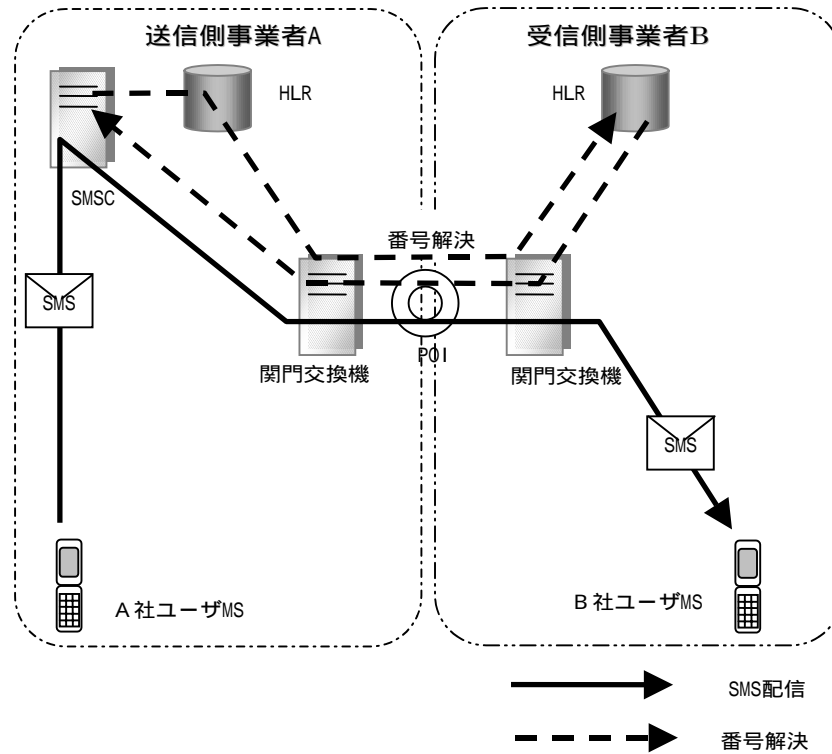 送信側事業者A
受信側事業者B
HLR
HLR
SMSC
番号解決
SMS
POI
関門交換機
関門交換機
SMS
A社ユーザMS
B社ユーザMS
SMS配信
番号解決